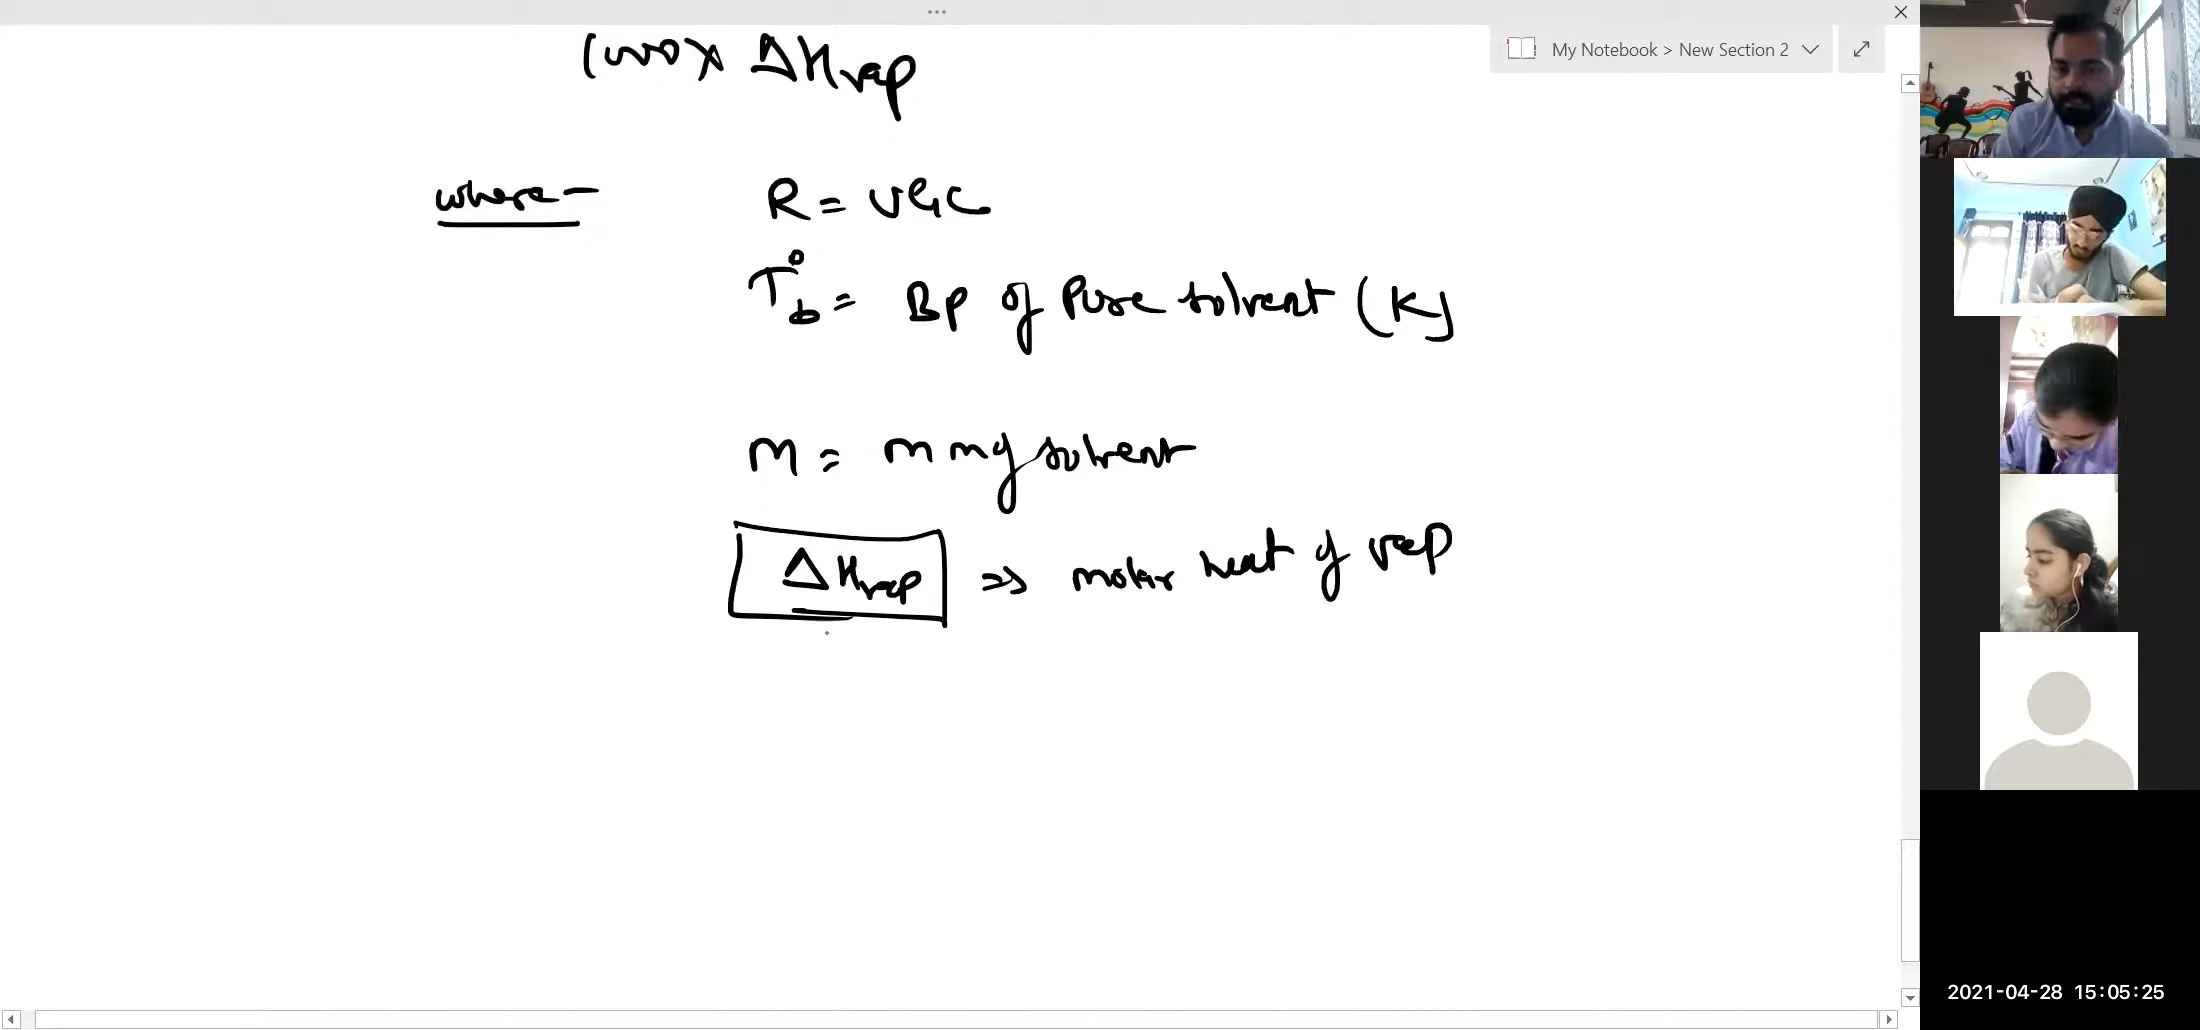 My Notebook > New Section 2
1000 x ΔHvap
where -
R = UGC
T°b = BP of Pure solvent (K)
M = m m of solvent
ΔHvap ⇒ molar heat of vap
2021-04-28 15:05:25